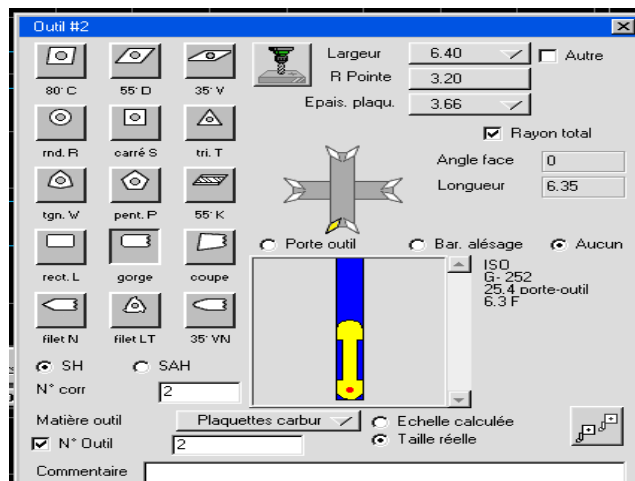 Outil #2
Largeur 6.40 Autre
R Pointe 3.20
Epais. plaqu. 3.66
80° C 55° D 35° V
Rayon total
rnd. R carré S tri. T
Angle face 0
Longueur 6.35
tgn. W pent. P 55° K
Porte outil Bar. alésage Aucun
rect. L gorge coupe
ISO
G- 252
25.4 porte-outil
6.3 F
filet N filet LT 35° VN
SH SAH
N° corr 2
Matière outil Plaquettes carbur Echelle calculée
N° Outil 2 Taille réelle
Commentaire